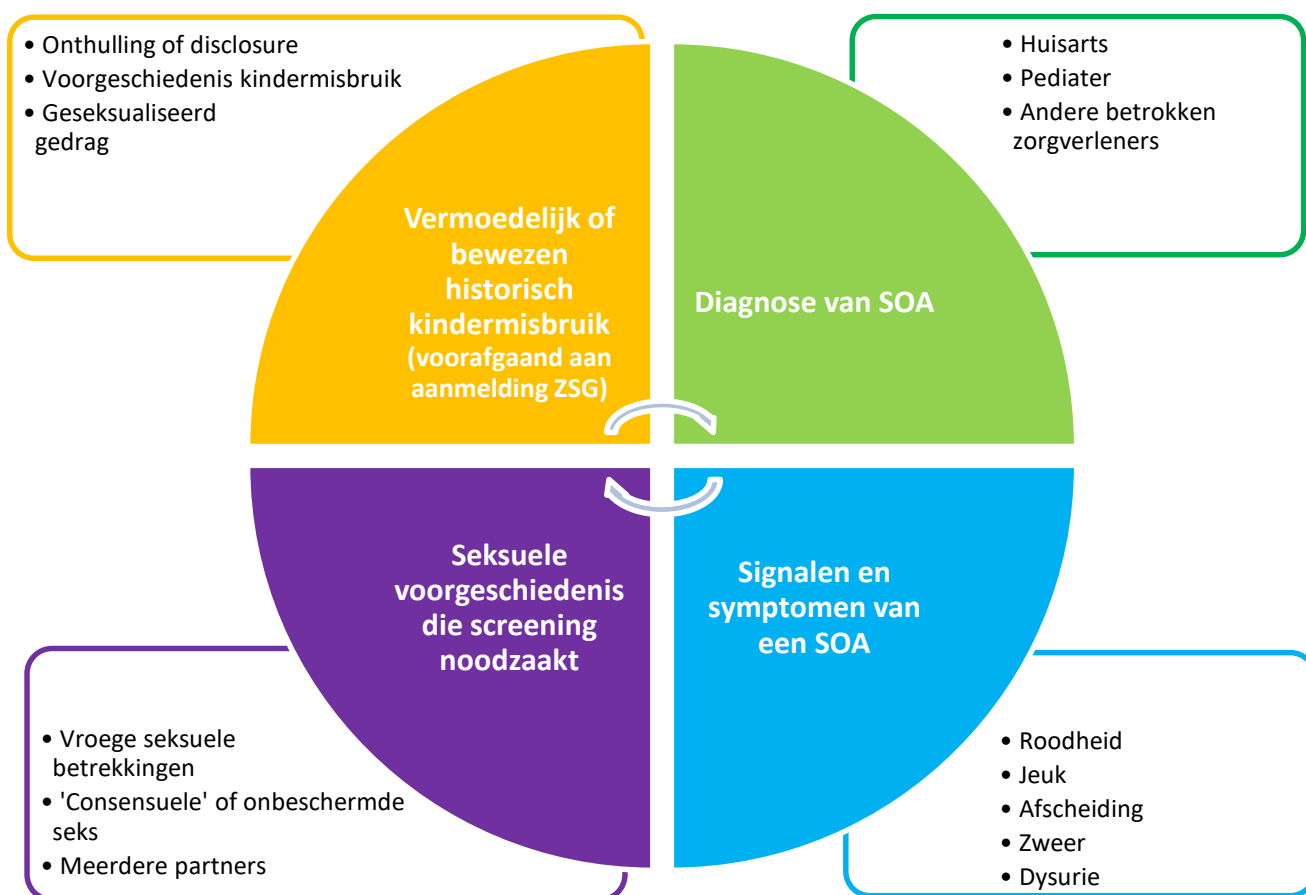 • Onthulling of disclosure
• Voorgeschiedenis kindermisbruik
• Geseksualiseerd
gedrag
• Huisarts
• Pediater
• Andere betrokken
zorgverleners
Vermoedelijk of
bewezen
historisch
kindermisbruik
(voorafgaand aan
aanmelding ZSG)
Diagnose van SOA
Seksuele
voorgeschiedenis
die screening
noodzaakt
Signalen en
symptomen van
een SOA
• Vroege seksuele
betrekkingen
• 'Consensuele' of onbeschermde
seks
• Meerdere partners
• Roodheid
• Jeuk
• Afscheiding
• Zweer
• Dysurie